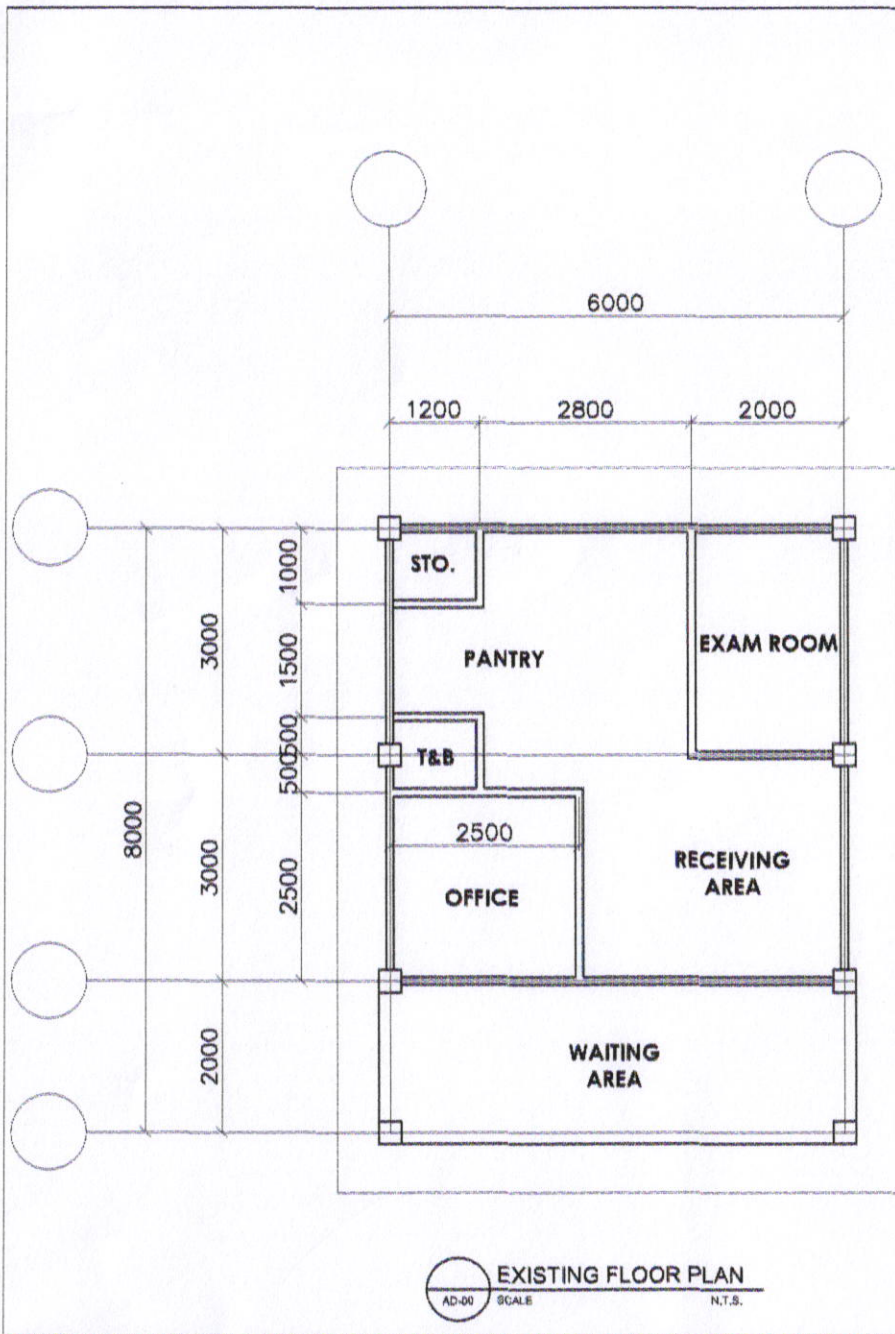 6000
1200 2800 2000
1000
STO.
3000
1500
PANTRY
EXAM ROOM
500
T&B
500
8000
2500
3000
2500
RECEIVING
AREA
OFFICE
2000
WAITING
AREA
EXISTING FLOOR PLAN
AD-00 SCALE N.T.S.